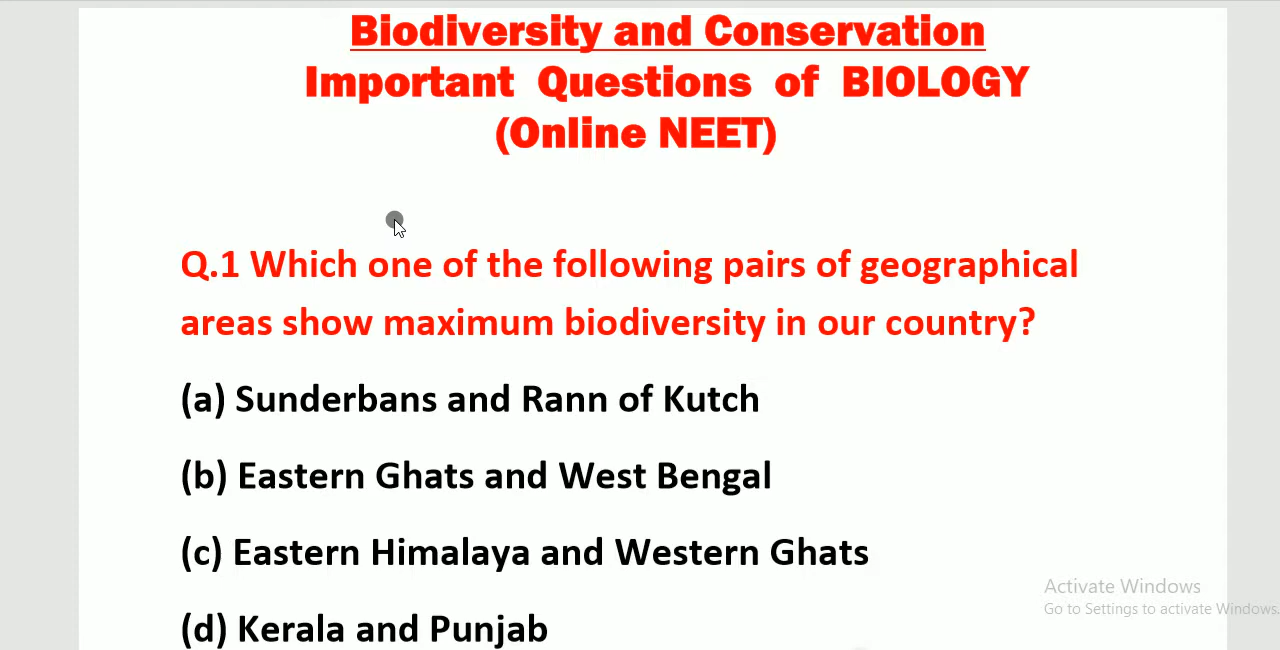 Biodiversity and Conservation
Important Questions of BIOLOGY
(Online NEET)
Q.1 Which one of the following pairs of geographical
areas show maximum biodiversity in our country?
(a) Sunderbans and Rann of Kutch
(b) Eastern Ghats and West Bengal
(c) Eastern Himalaya and Western Ghats
(d) Kerala and Punjab
Activate Windows
Go to Settings to activate Windows.